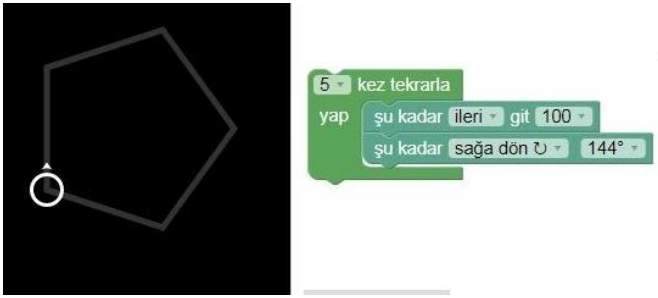 5 kez tekrarla
yap şu kadar ileri git 100
şu kadar sağa dön ↻ 144°